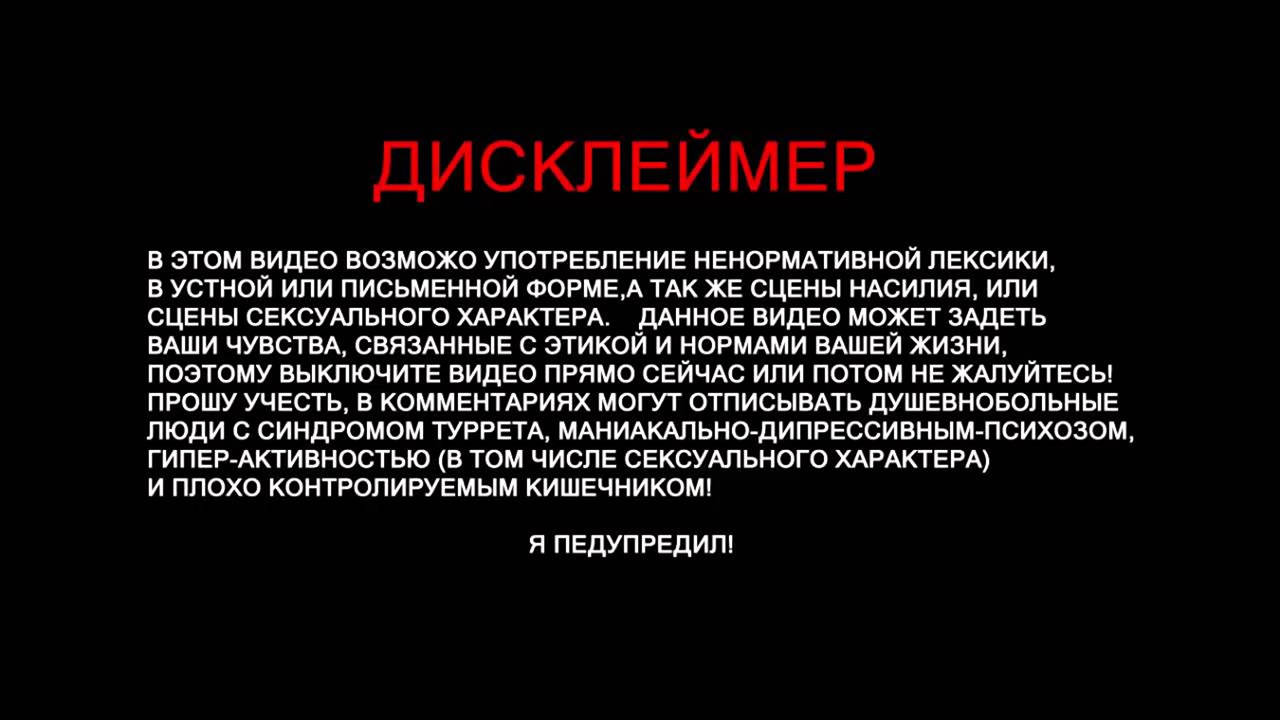 ДИСКЛЕЙМЕР
В ЭТОМ ВИДЕО ВОЗМОЖО УПОТРЕБЛЕНИЕ НЕНОРМАТИВНОЙ ЛЕКСИКИ,
В УСТНОЙ ИЛИ ПИСЬМЕННОЙ ФОРМЕ,А ТАК ЖЕ СЦЕНЫ НАСИЛИЯ, ИЛИ
СЦЕНЫ СЕКСУАЛЬНОГО ХАРАКТЕРА. ДАННОЕ ВИДЕО МОЖЕТ ЗАДЕТЬ
ВАШИ ЧУВСТВА, СВЯЗАННЫЕ С ЭТИКОЙ И НОРМАМИ ВАШЕЙ ЖИЗНИ,
ПОЭТОМУ ВЫКЛЮЧИТЕ ВИДЕО ПРЯМО СЕЙЧАС ИЛИ ПОТОМ НЕ ЖАЛУЙТЕСЬ!
ПРОШУ УЧЕСТЬ, В КОММЕНТАРИЯХ МОГУТ ОТПИСЫВАТЬ ДУШЕВНОБОЛЬНЫЕ
ЛЮДИ С СИНДРОМОМ ТУРРЕТА, МАНИАКАЛЬНО-ДИПРЕССИВНЫМ-ПСИХОЗОМ,
ГИПЕР-АКТИВНОСТЬЮ (В ТОМ ЧИСЛЕ СЕКСУАЛЬНОГО ХАРАКТЕРА)
И ПЛОХО КОНТРОЛИРУЕМЫМ КИШЕЧНИКОМ!
Я ПЕДУПРЕДИЛ!